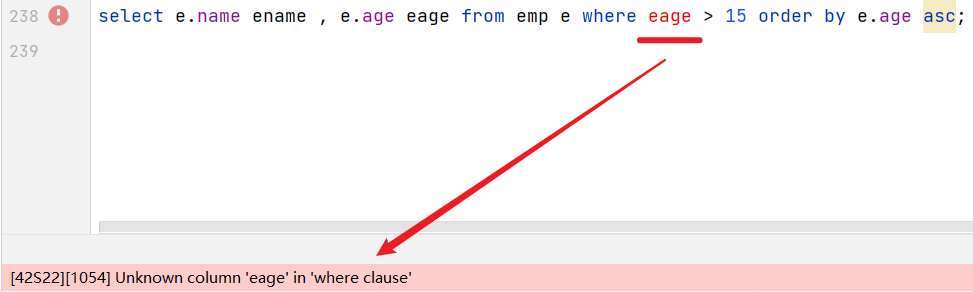 238 select e.name ename , e.age eage from emp e where eage > 15 order by e.age asc;
239
[42S22][1054] Unknown column 'eage' in 'where clause'